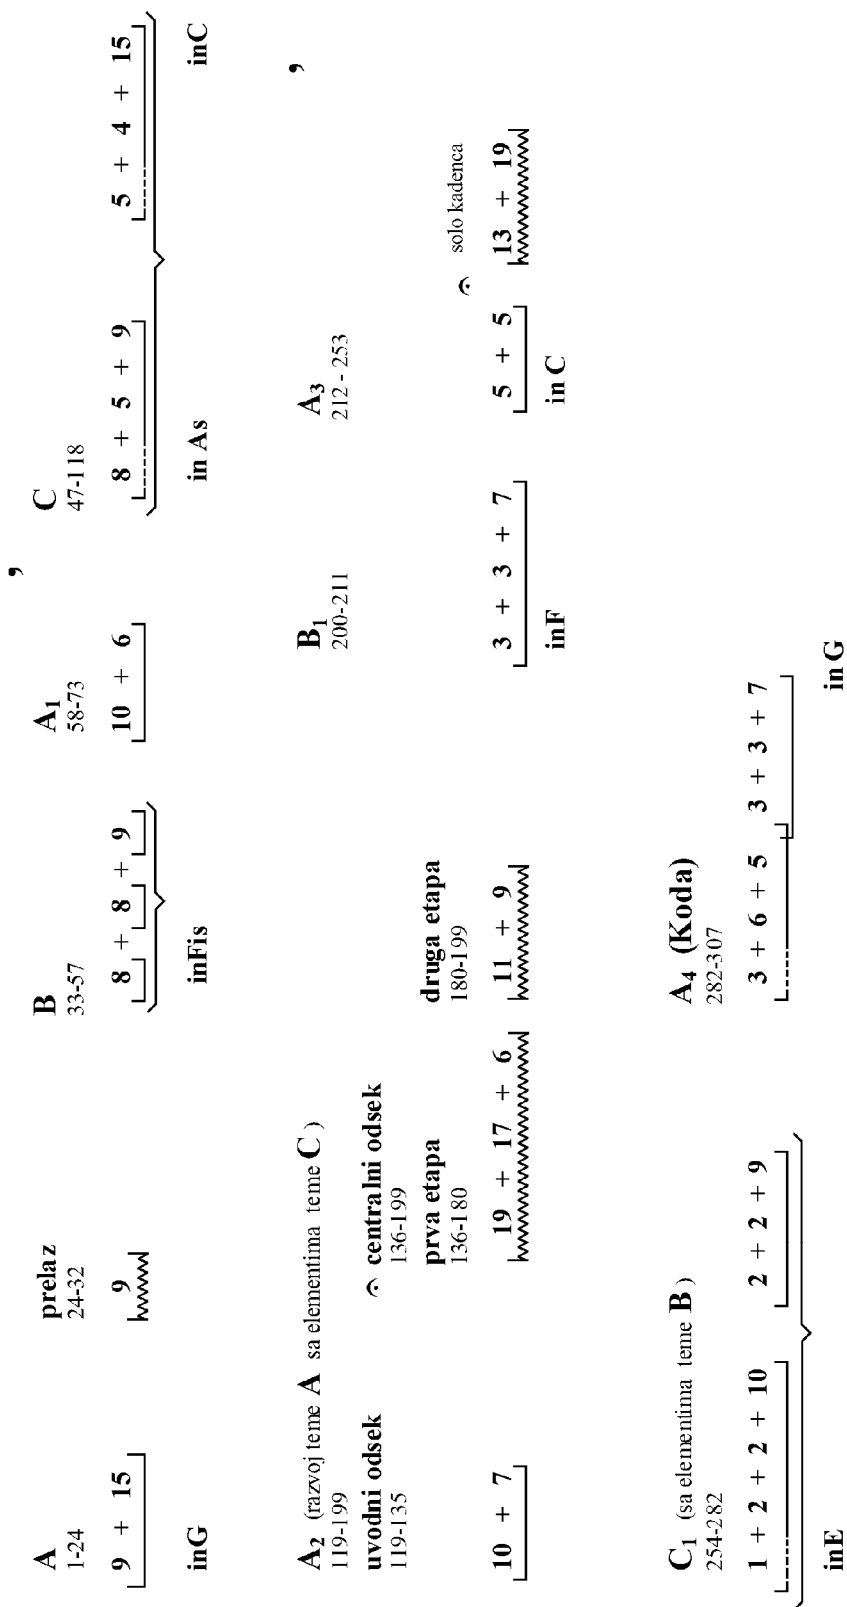 A prelaz B A1 , C
1-24 24-32 33-57 58-73 47-118
9 + 15 9 8 + 8 + 9 10 + 6 8 + 5 + 9 5 + 4 + 15
inG inFis in As inC
A2 (razvoj teme A sa elementima teme C) B1 A3 ,
119-199 200-211 212 - 253
uvodni odsek centralni odsek
119-135 136-199
prva etapa druga etapa solo kadenca
136-180 180-199
10 + 7 19 + 17 + 6 11 + 9 3 + 3 + 7 5 + 5 13 + 19
inF in C
C1 (sa elementima teme B) A4 (Koda)
254-282 282-307
1 + 2 + 2 + 2 + 10 2 + 2 + 9 3 + 6 + 5 3 + 3 + 7
inE in G